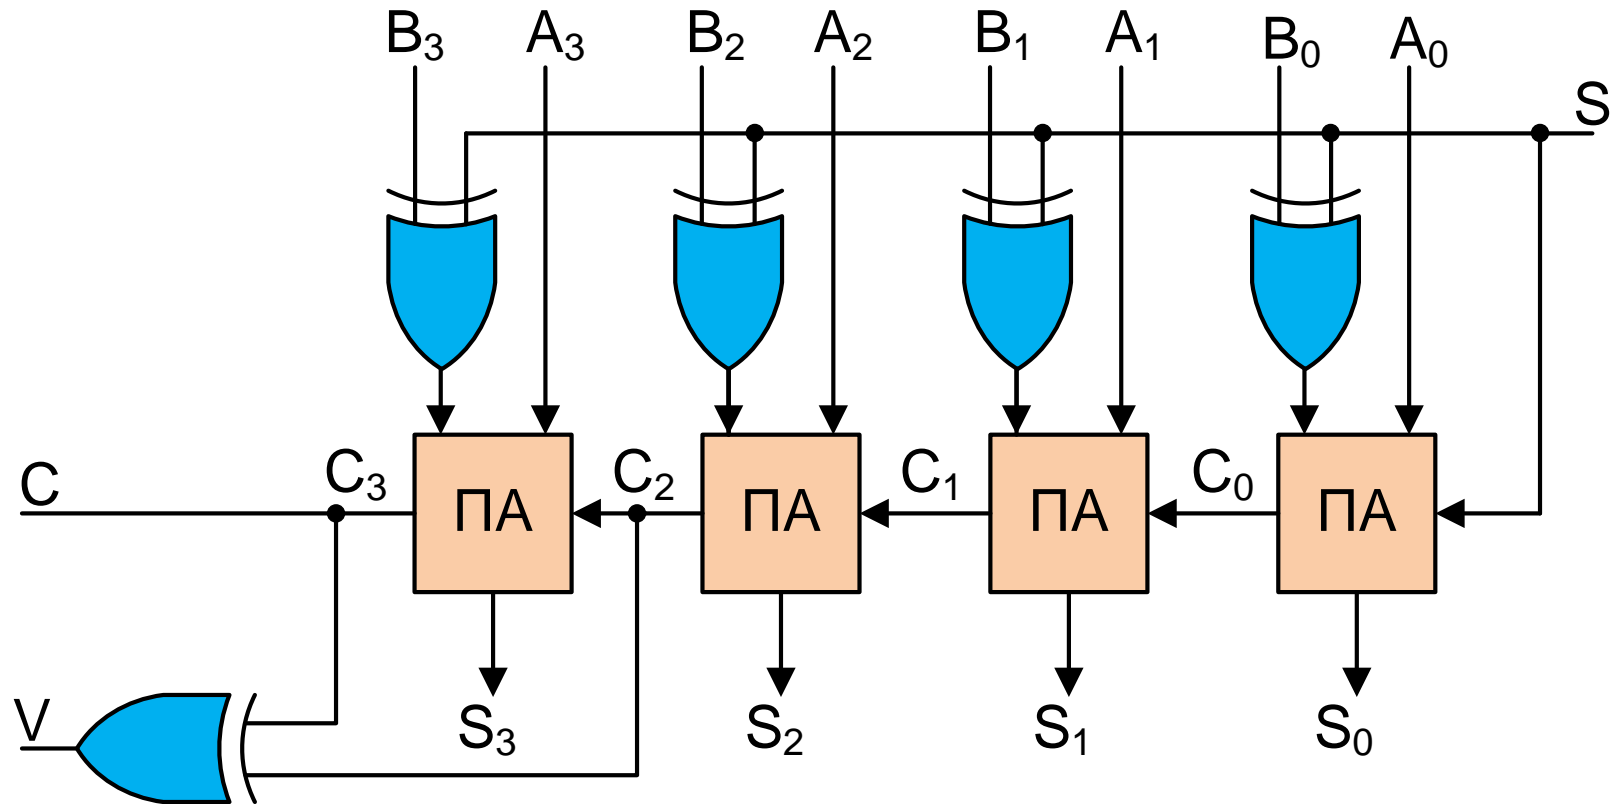 B₃ A₃ B₂ A₂ B₁ A₁ B₀ A₀
S
C C₃ ПА C₂ ПА C₁ ПА C₀ ПА
V S₃ S₂ S₁ S₀